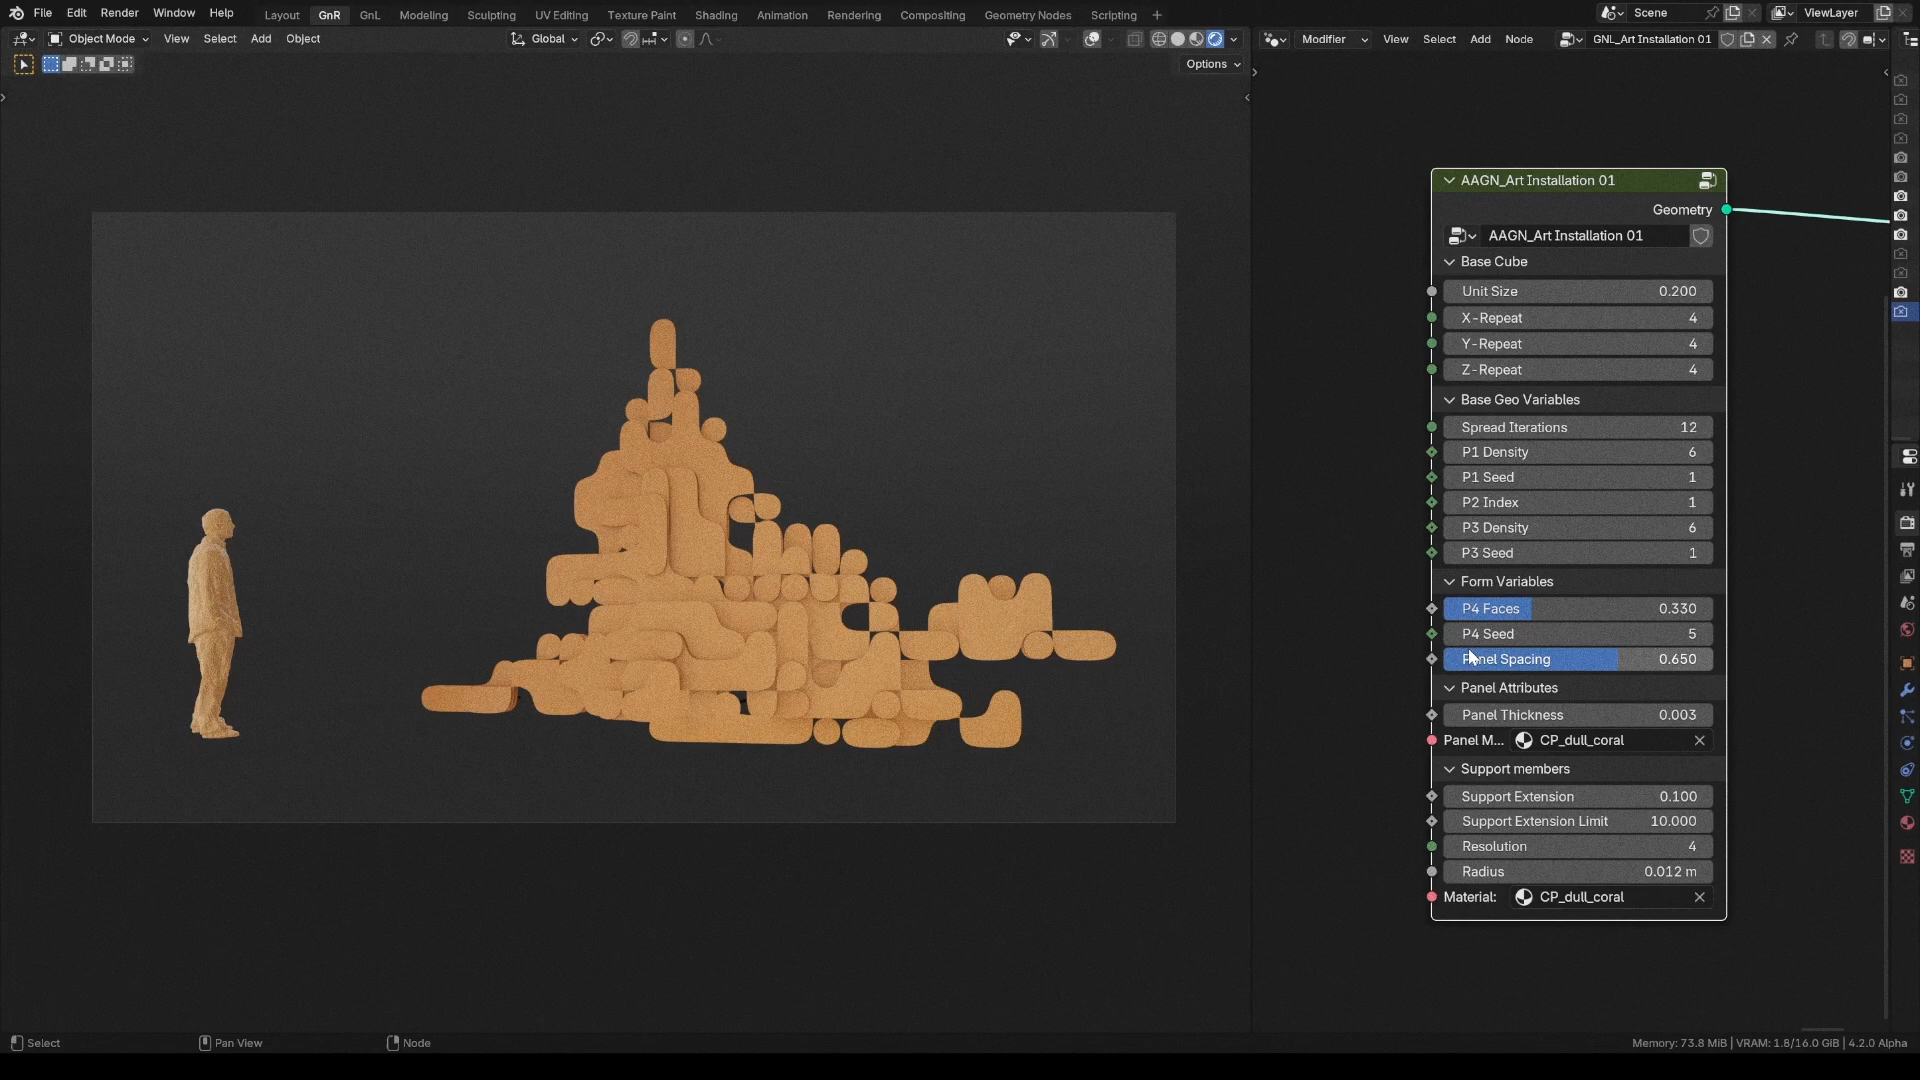 File Edit Render Window Help Layout GnR GnL Modeling Sculpting UV Editing Texture Paint Shading Animation Rendering Compositing Geometry Nodes Scripting + Scene ViewLayer
Object Mode View Select Add Object Global Modifier View Select Add Node GNL_Art Installation 01
Options
AAGN_Art Installation 01
Geometry
AAGN_Art Installation 01
Base Cube
Unit Size 0.200
X-Repeat 4
Y-Repeat 4
Z-Repeat 4
Base Geo Variables
Spread Iterations 12
P1 Density 6
P1 Seed 1
P2 Index 1
P3 Density 6
P3 Seed 1
Form Variables
P4 Faces 0.330
P4 Seed 5
Spacing 0.650
Panel Attributes
Panel Thickness 0.003
Panel M... CP_dull_coral
Support members
Support Extension 0.100
Support Extension Limit 10.000
Resolution 4
Radius 0.012 m
Material: CP_dull_coral
Select Pan View Node Memory: 73.8 MiB | VRAM: 1.8/16.0 GiB | 4.2.0 Alpha